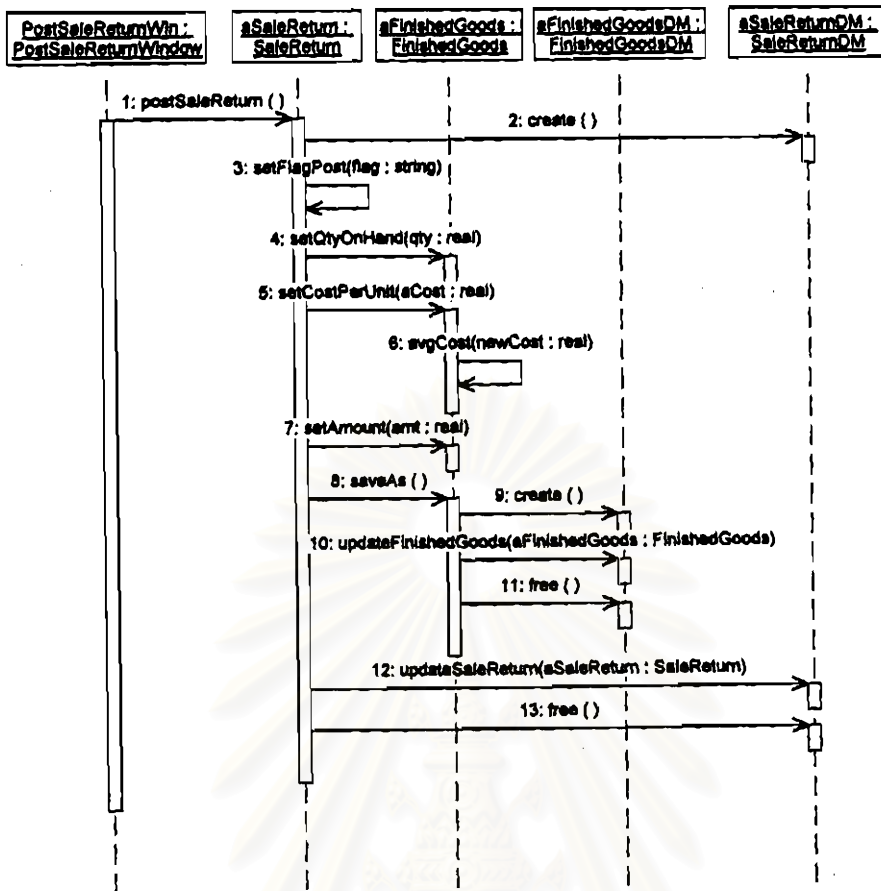 PostSaleReturnWin :
PostSaleReturnWindow
aSaleReturn :
SaleReturn
aFinishedGoods :
FinishedGoods
aFinishedGoodsDM :
FinishedGoodsDM
aSaleReturnDM :
SaleReturnDM
1: postSaleReturn ( )
2: create ( )
3: setFlagPost(flag : string)
4: setQtyOnHand(qty : real)
5: setCostPerUnit(aCost : real)
6: avgCost(newCost : real)
7: setAmount(amt : real)
8: saveAs ( )
9: create ( )
10: updateFinishedGoods(aFinishedGoods : FinishedGoods)
11: free ( )
12: updateSaleReturn(aSaleReturn : SaleReturn)
13: free ( )